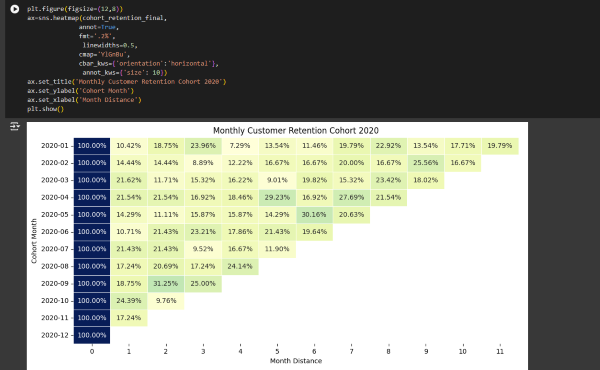 plt.figure(figsize=(12,8))
ax=sns.heatmap(cohort_retention_final,
annot=True,
fmt='.2%',
linewidths=0.5,
cmap='YlGnBu',
cbar_kws={'orientation':'horizontal'},
annot_kws={'size': 10})
ax.set_title('Monthly Customer Retention Cohort 2020')
ax.set_ylabel('Cohort Month')
ax.set_xlabel('Month Distance')
plt.show()
Monthly Customer Retention Cohort 2020
2020-01 100.00% 10.42% 18.75% 23.96% 7.29% 13.54% 11.46% 19.79% 22.92% 13.54% 17.71% 19.79%
2020-02 100.00% 14.44% 14.44% 8.89% 12.22% 16.67% 16.67% 20.00% 16.67% 25.56% 16.67%
2020-03 100.00% 21.62% 11.71% 15.32% 16.22% 9.01% 19.82% 15.32% 23.42% 18.02%
2020-04 100.00% 21.54% 21.54% 16.92% 18.46% 29.23% 16.92% 27.69% 21.54%
2020-05 100.00% 14.29% 11.11% 15.87% 15.87% 14.29% 30.16% 20.63%
2020-06 100.00% 10.71% 21.43% 23.21% 17.86% 21.43% 19.64%
2020-07 100.00% 21.43% 21.43% 9.52% 16.67% 11.90%
2020-08 100.00% 17.24% 20.69% 17.24% 24.14%
2020-09 100.00% 18.75% 31.25% 25.00%
2020-10 100.00% 24.39% 9.76%
2020-11 100.00% 17.24%
2020-12 100.00%
Cohort Month
0 1 2 3 4 5 6 7 8 9 10 11
Month Distance